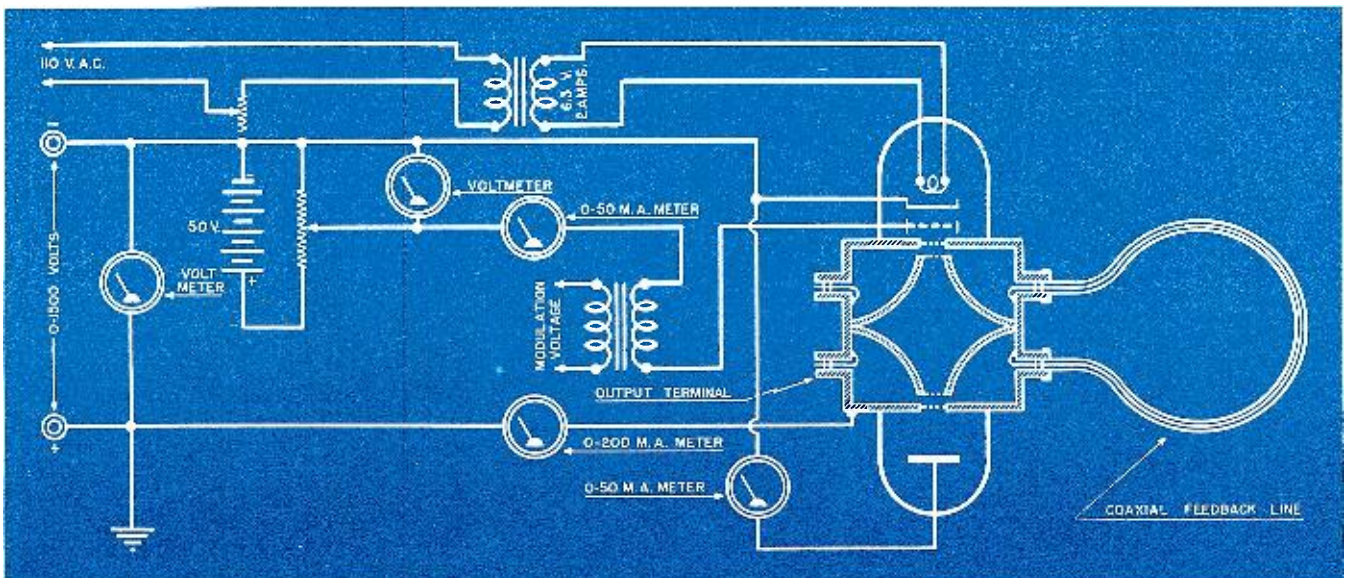 110 V. A.C.
6.3 V.
2 AMPS.
-
0-1500 VOLTS
+
VOLT
METER
50 V.
+
VOLTMETER
0-50 M. A. METER
MODULATION
VOLTAGE
OUTPUT TERMINAL
0-200 M. A. METER
0-50 M. A. METER
COAXIAL FEEDBACK LINE